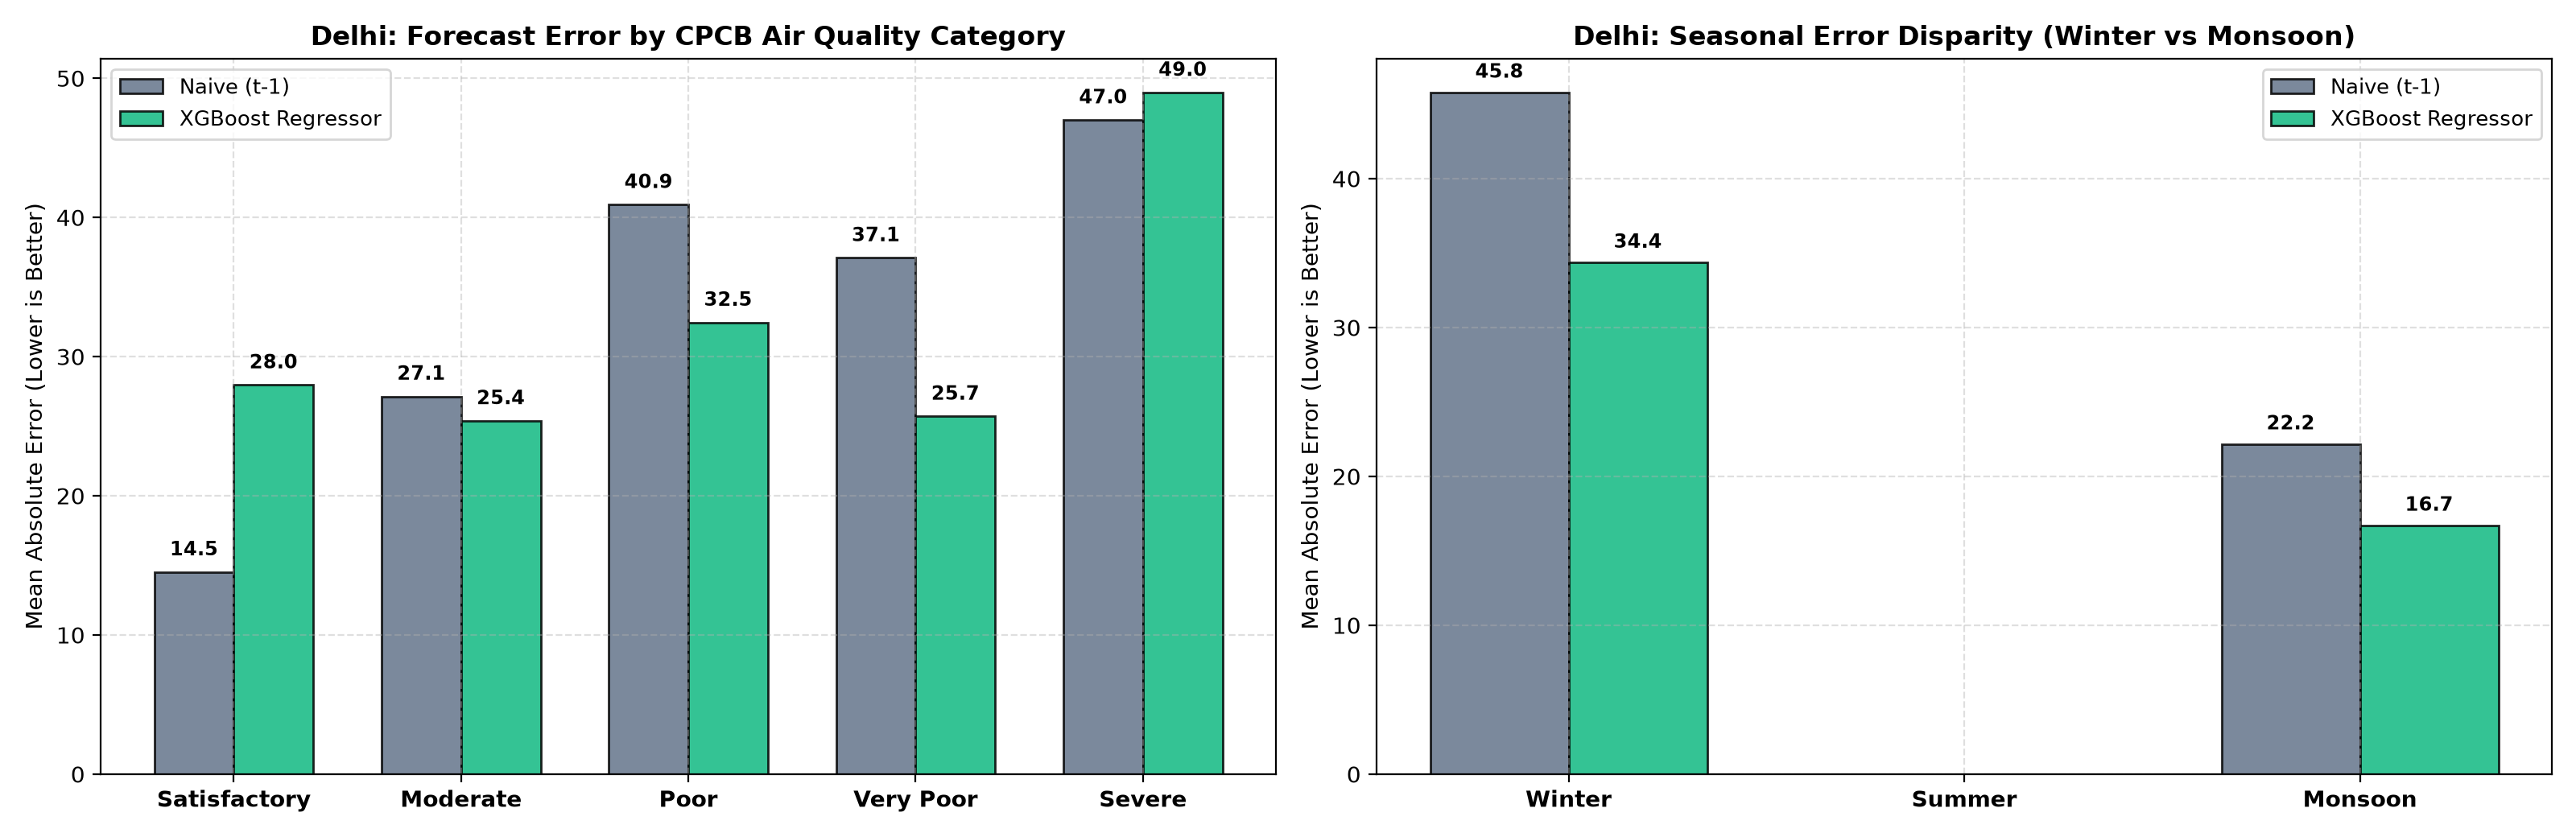 Delhi: Forecast Error by CPCB Air Quality Category
Mean Absolute Error (Lower is Better)
50
40
30
20
10
0
Naive (t-1)
XGBoost Regressor
14.5
28.0
27.1
25.4
40.9
32.5
37.1
25.7
47.0
49.0
Satisfactory
Moderate
Poor
Very Poor
Severe
Delhi: Seasonal Error Disparity (Winter vs Monsoon)
Mean Absolute Error (Lower is Better)
40
30
20
10
0
Naive (t-1)
XGBoost Regressor
45.8
34.4
22.2
16.7
Winter
Summer
Monsoon